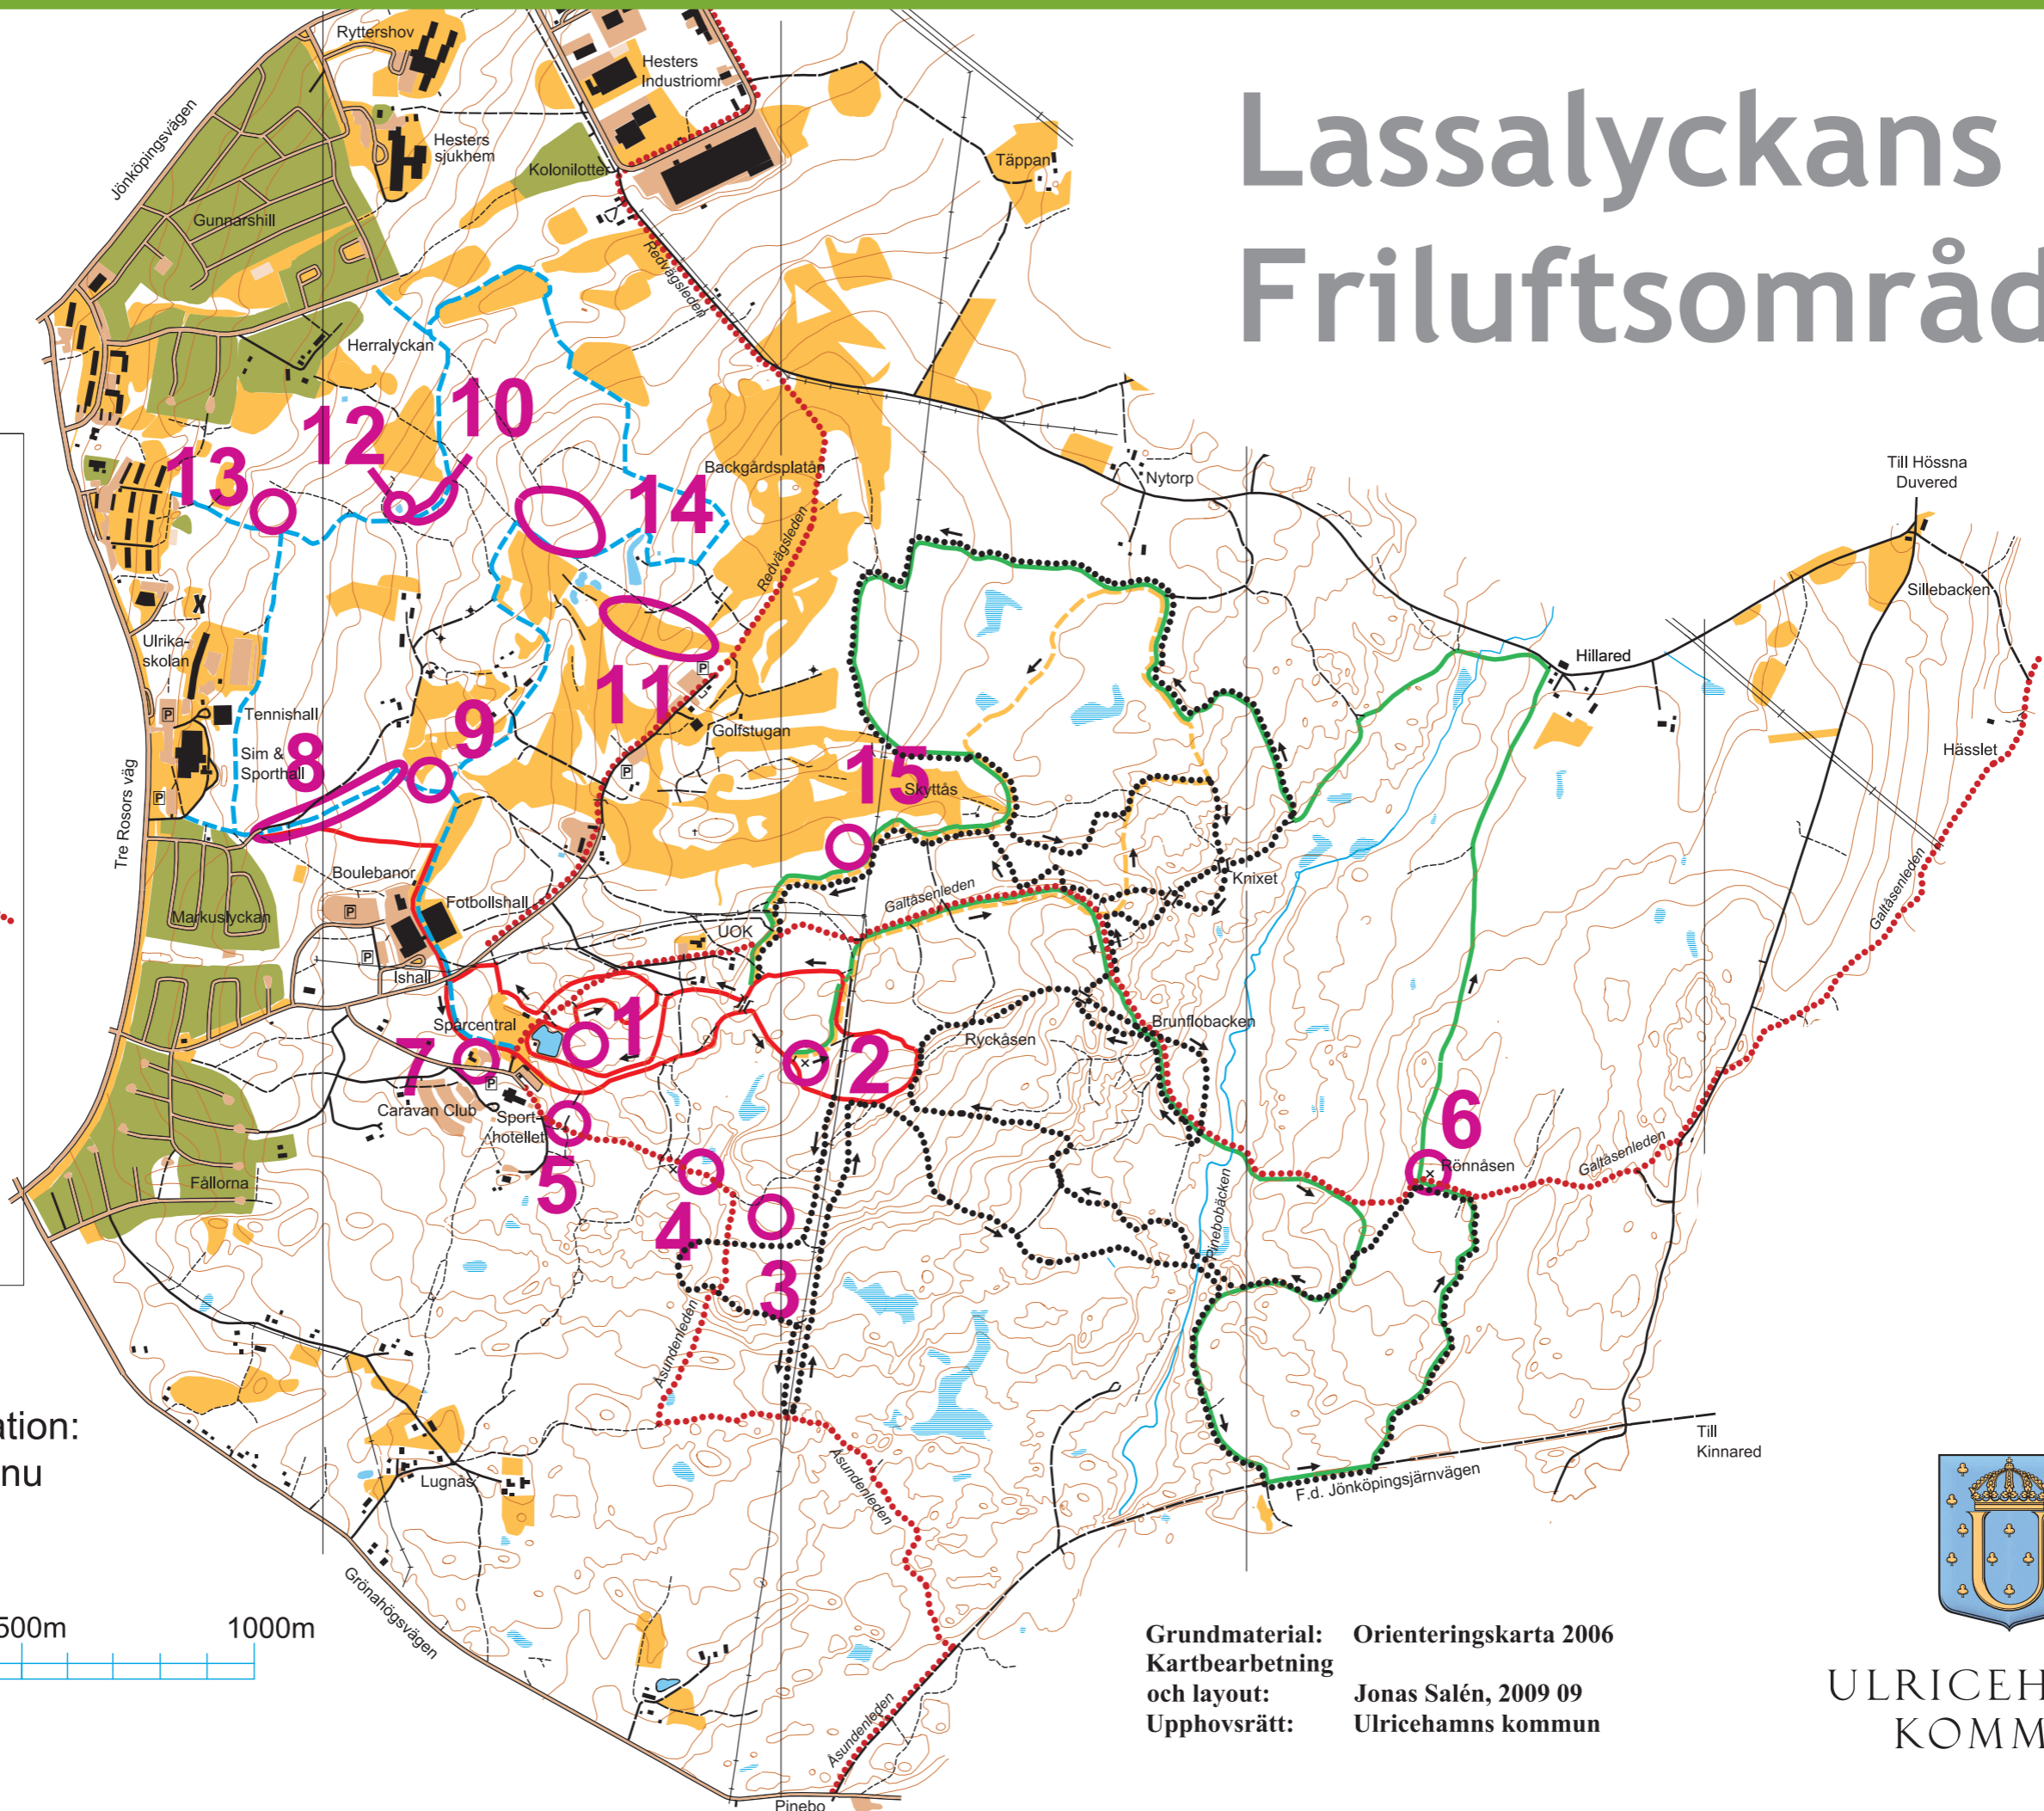 Lassalyckans
Friluftsområd
Ryttershov
Hesters
Industriomr
Jönköpingsvägen
Hesters
sjukhem
Kolonilotter
Täppan
Gunnarshill
Redvägsleden
Herralyckan
10
12
13
14
Backgårdsplatån
Nytorp
Till Hössna
Duvered
Redvägsleden
Sillebacken
Ulrika-
skolan
11
Hillared
P
P
Tennishall
9
Golfstugan
Hässlet
8
Sim &
Sporthall
15
P
Skyttås
P
Tre Rosors väg
Boulebanor
Knixet
Galtåsenleden
Fotbollshall
Galtåsenleden
P
Markuslyckan
UOK
P
Ishall
Spårcentral
1
Brunflobacken
Ryckåsen
7
2
P
Caravan Club
Sport-
hotellet
6
Rönnåsen
Galtåsenleden
5
Fållorna
4
Pinebobäcken
3
Åsundenleden
ation:
nu
Lugnås
Åsundenleden
F.d. Jönköpingsjärnvägen
Till
Kinnared
Grönahögsvägen
500m
1000m
Grundmaterial: Orienteringskarta 2006
Kartbearbetning
och layout: Jonas Salén, 2009 09
Upphovsrätt: Ulricehamns kommun
ULRICEH
KOMM
Åsundenleden
Pinebo